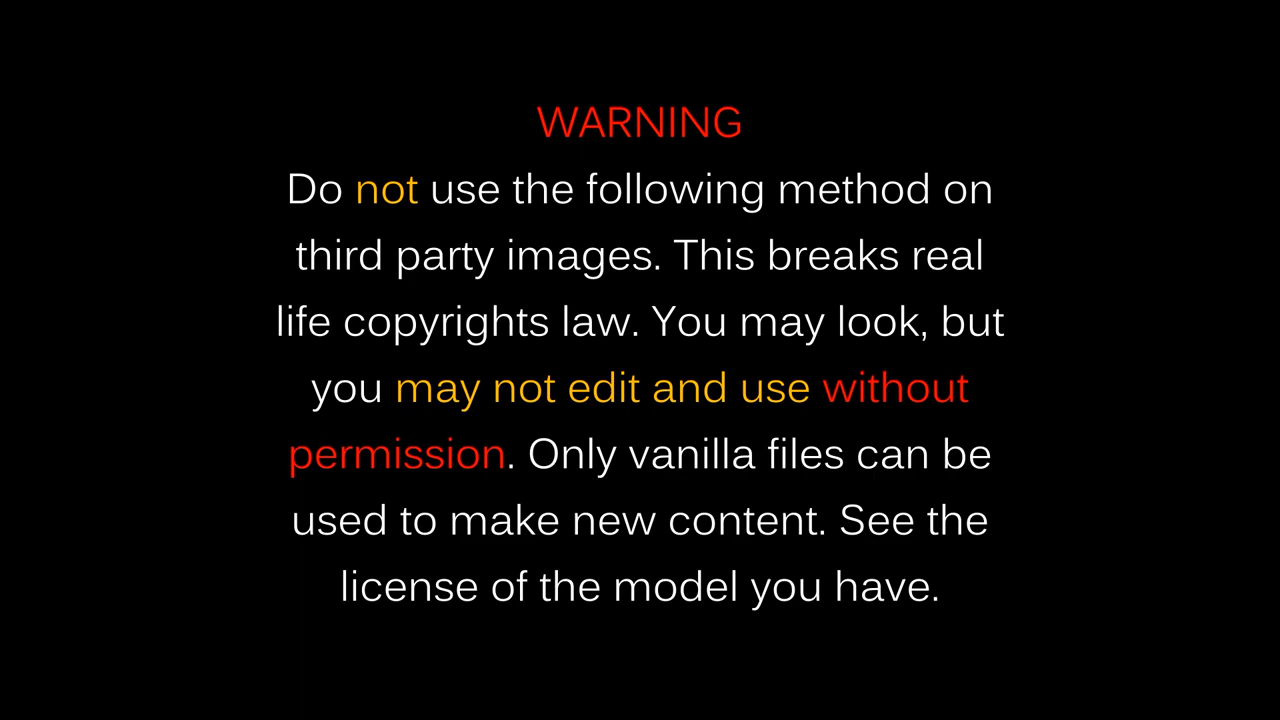 WARNING
Do not use the following method on
third party images. This breaks real
life copyrights law. You may look, but
you may not edit and use without
permission. Only vanilla files can be
used to make new content. See the
license of the model you have.